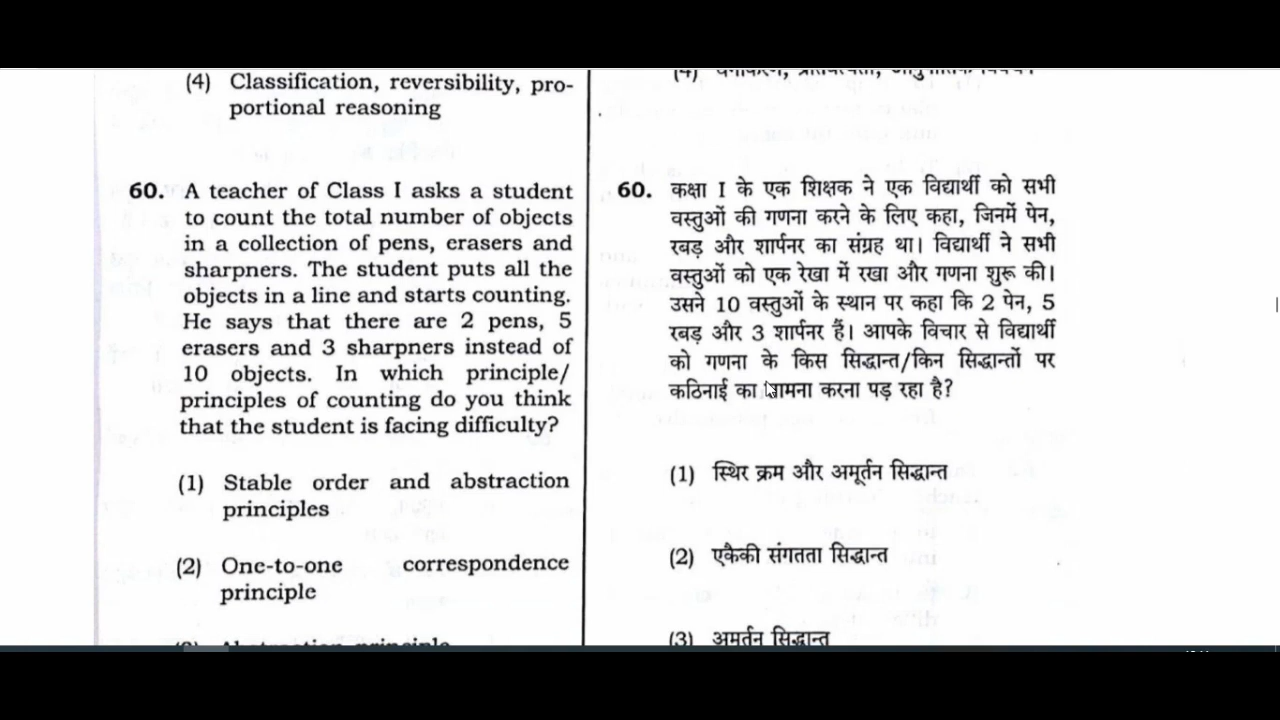 (4) Classification, reversibility, pro-
portional reasoning
60. A teacher of Class I asks a student
to count the total number of objects
in a collection of pens, erasers and
sharpners. The student puts all the
objects in a line and starts counting.
He says that there are 2 pens, 5
erasers and 3 sharpners instead of
10 objects. In which principle/
principles of counting do you think
that the student is facing difficulty?
(1) Stable order and abstraction
principles
(2) One-to-one correspondence
principle
(3) Abstraction principle
60. कक्षा I के एक शिक्षक ने एक विद्यार्थी को सभी
वस्तुओं की गणना करने के लिए कहा, जिनमें पेन,
रबड़ और शार्पनर का संग्रह था। विद्यार्थी ने सभी
वस्तुओं को एक रेखा में रखा और गणना शुरू की।
उसने 10 वस्तुओं के स्थान पर कहा कि 2 पेन, 5
रबड़ और 3 शार्पनर हैं। आपके विचार से विद्यार्थी
को गणना के किस सिद्धान्त/किन सिद्धान्तों पर
कठिनाई का सामना करना पड़ रहा है?
(1) स्थिर क्रम और अमूर्तन सिद्धान्त
(2) एकैकी संगतता सिद्धान्त
(3) अमूर्तन सिद्धान्त